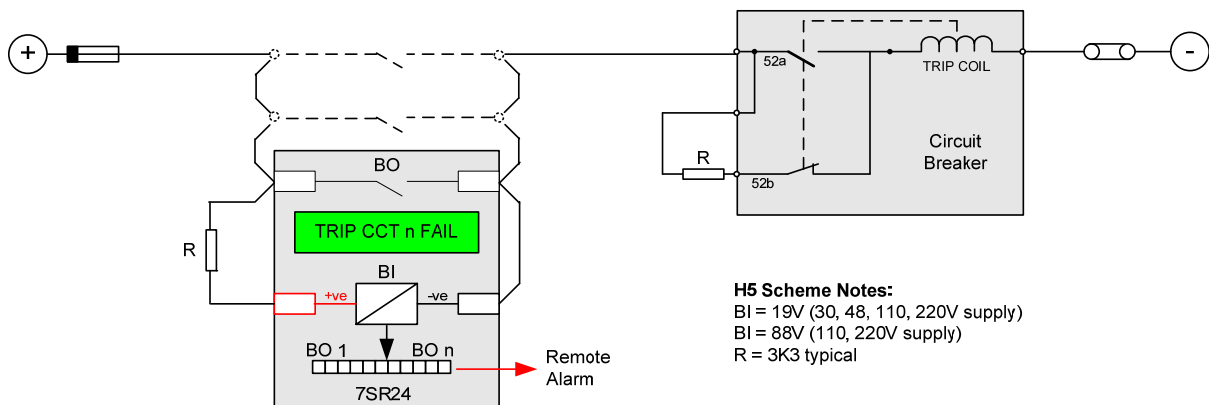 +
-
52a
TRIP COIL
Circuit
Breaker
R
52b
BO
TRIP CCT n FAIL
R
BI
+ve
-ve
BO 1
BO n
7SR24
Remote
Alarm
H5 Scheme Notes:
BI = 19V (30, 48, 110, 220V supply)
BI = 88V (110, 220V supply)
R = 3K3 typical